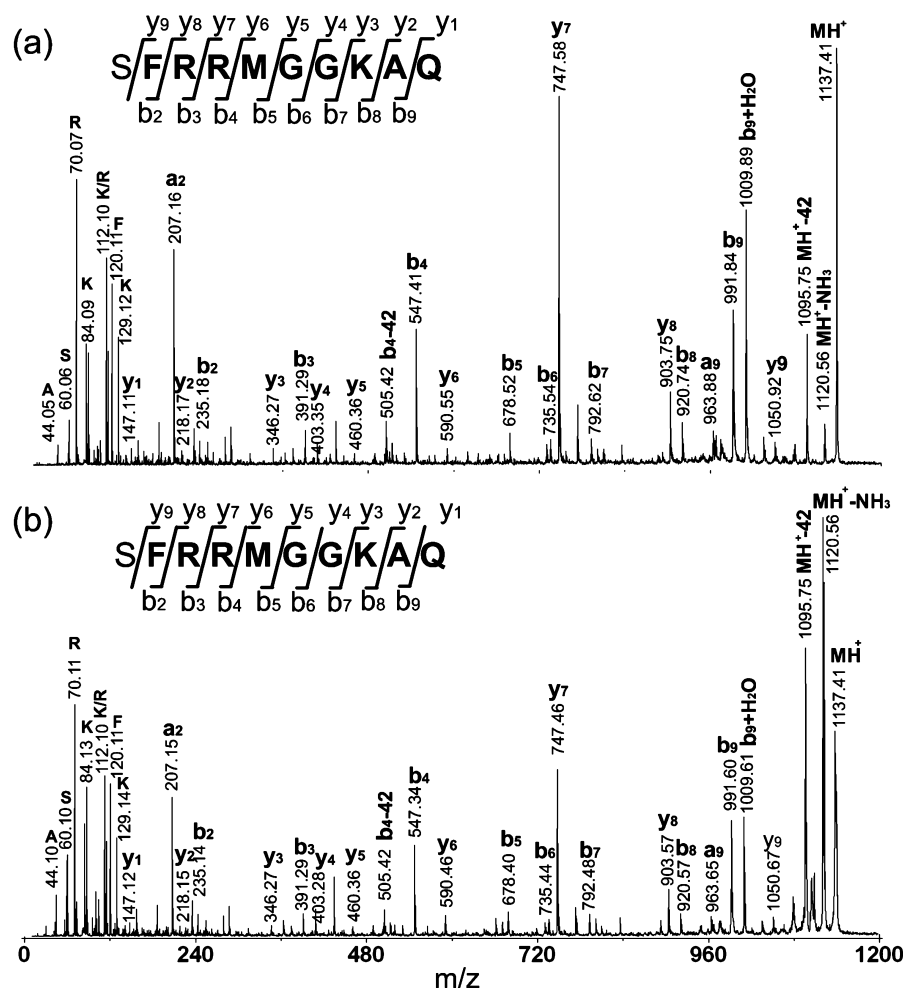 (a)
y9 y8 y7 y6 y5 y4 y3 y2 y1
SFRRMGGKAQ
b2 b3 b4 b5 b6 b7 b8 b9
A 44.05
S 60.06
R 70.07
K 84.09
K/R 112.10
F 120.11
K 129.12
y1 147.11
a2 207.16
y2 218.17
b2 235.18
y3 346.27
b3 391.29
y4 403.35
y5 460.36
b4-42 505.42
b4 547.41
y6 590.55
b5 678.52
b6 735.54
y7 747.58
b7 792.62
y8 903.75
b8 920.74
a9 963.88
b9 991.84
b9+H2O 1009.89
y9 1050.92
MH+-42 1095.75
MH+-NH3 1120.56
MH+ 1137.41
(b)
y9 y8 y7 y6 y5 y4 y3 y2 y1
SFRRMGGKAQ
b2 b3 b4 b5 b6 b7 b8 b9
A 44.10
S 60.10
R 70.11
K 84.13
K/R 112.10
F 120.11
K 129.14
y1 147.12
a2 207.15
y2 218.15
b2 235.14
y3 346.27
b3 391.29
y4 403.28
y5 460.36
b4-42 505.42
b4 547.34
y6 590.46
b5 678.40
b6 735.44
y7 747.46
b7 792.48
y8 903.57
b8 920.57
a9 963.65
b9 991.60
b9+H2O 1009.61
y9 1050.67
MH+-42 1095.75
MH+-NH3 1120.56
MH+ 1137.41
0 240 480 720 960 1200
m/z